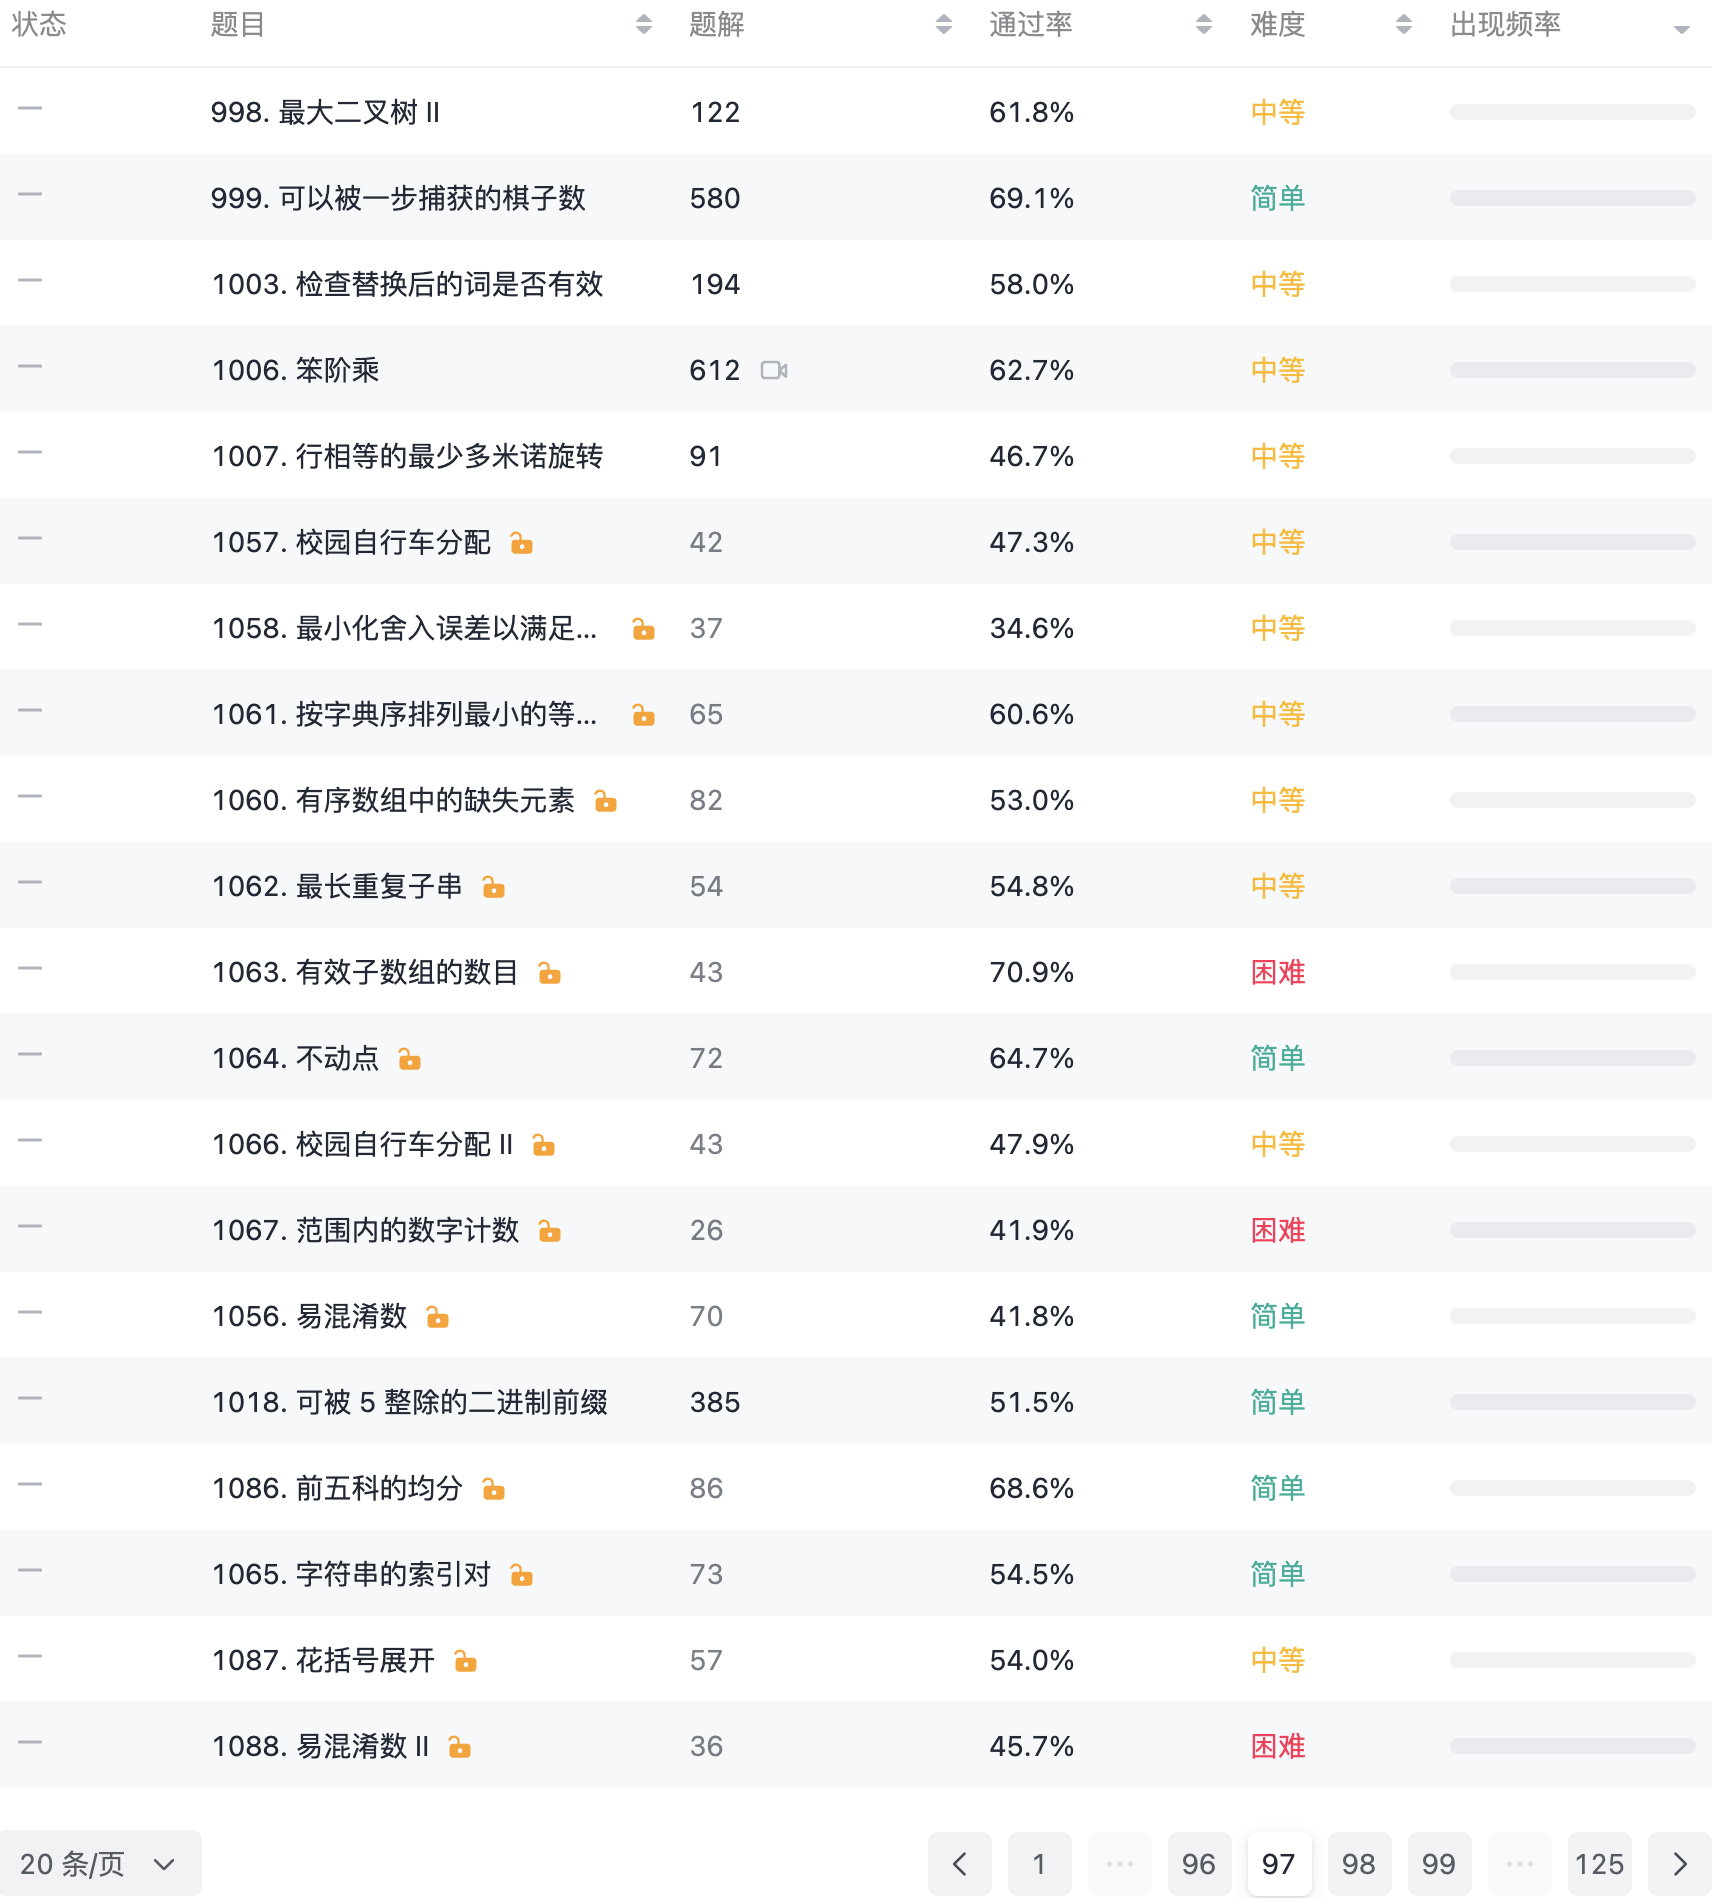 状态 题目 题解 通过率 难度 出现频率
998. 最大二叉树 II 122 61.8% 中等
999. 可以被一步捕获的棋子数 580 69.1% 简单
1003. 检查替换后的词是否有效 194 58.0% 中等
1006. 笨阶乘 612 62.7% 中等
1007. 行相等的最少多米诺旋转 91 46.7% 中等
1057. 校园自行车分配 42 47.3% 中等
1058. 最小化舍入误差以满足... 37 34.6% 中等
1061. 按字典序排列最小的等... 65 60.6% 中等
1060. 有序数组中的缺失元素 82 53.0% 中等
1062. 最长重复子串 54 54.8% 中等
1063. 有效子数组的数目 43 70.9% 困难
1064. 不动点 72 64.7% 简单
1066. 校园自行车分配 II 43 47.9% 中等
1067. 范围内的数字计数 26 41.9% 困难
1056. 易混淆数 70 41.8% 简单
1018. 可被 5 整除的二进制前缀 385 51.5% 简单
1086. 前五科的均分 86 68.6% 简单
1065. 字符串的索引对 73 54.5% 简单
1087. 花括号展开 57 54.0% 中等
1088. 易混淆数 II 36 45.7% 困难
20 条/页 1 ... 96 97 98 99 ... 125